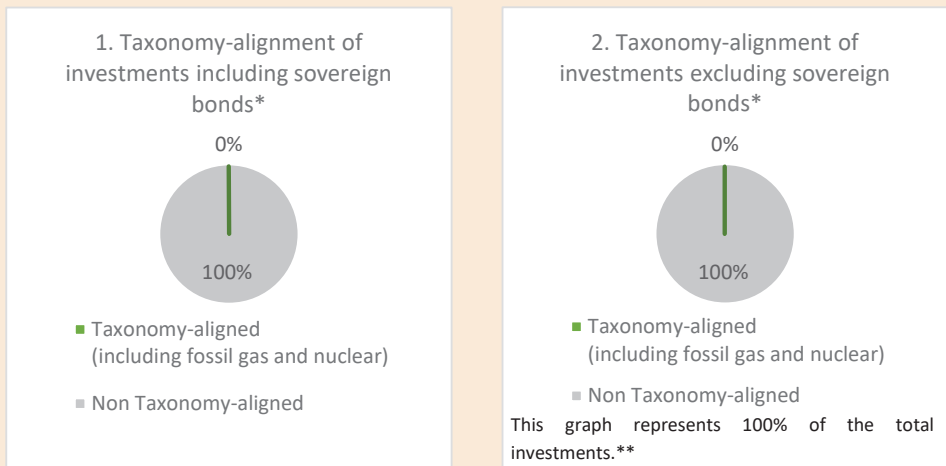 1. Taxonomy-alignment of
investments including sovereign
bonds*
0%
100%
Taxonomy-aligned
(including fossil gas and nuclear)
Non Taxonomy-aligned
2. Taxonomy-alignment of
investments excluding sovereign
bonds*
0%
100%
Taxonomy-aligned
(including fossil gas and nuclear)
Non Taxonomy-aligned
This graph represents 100% of the total
investments.**